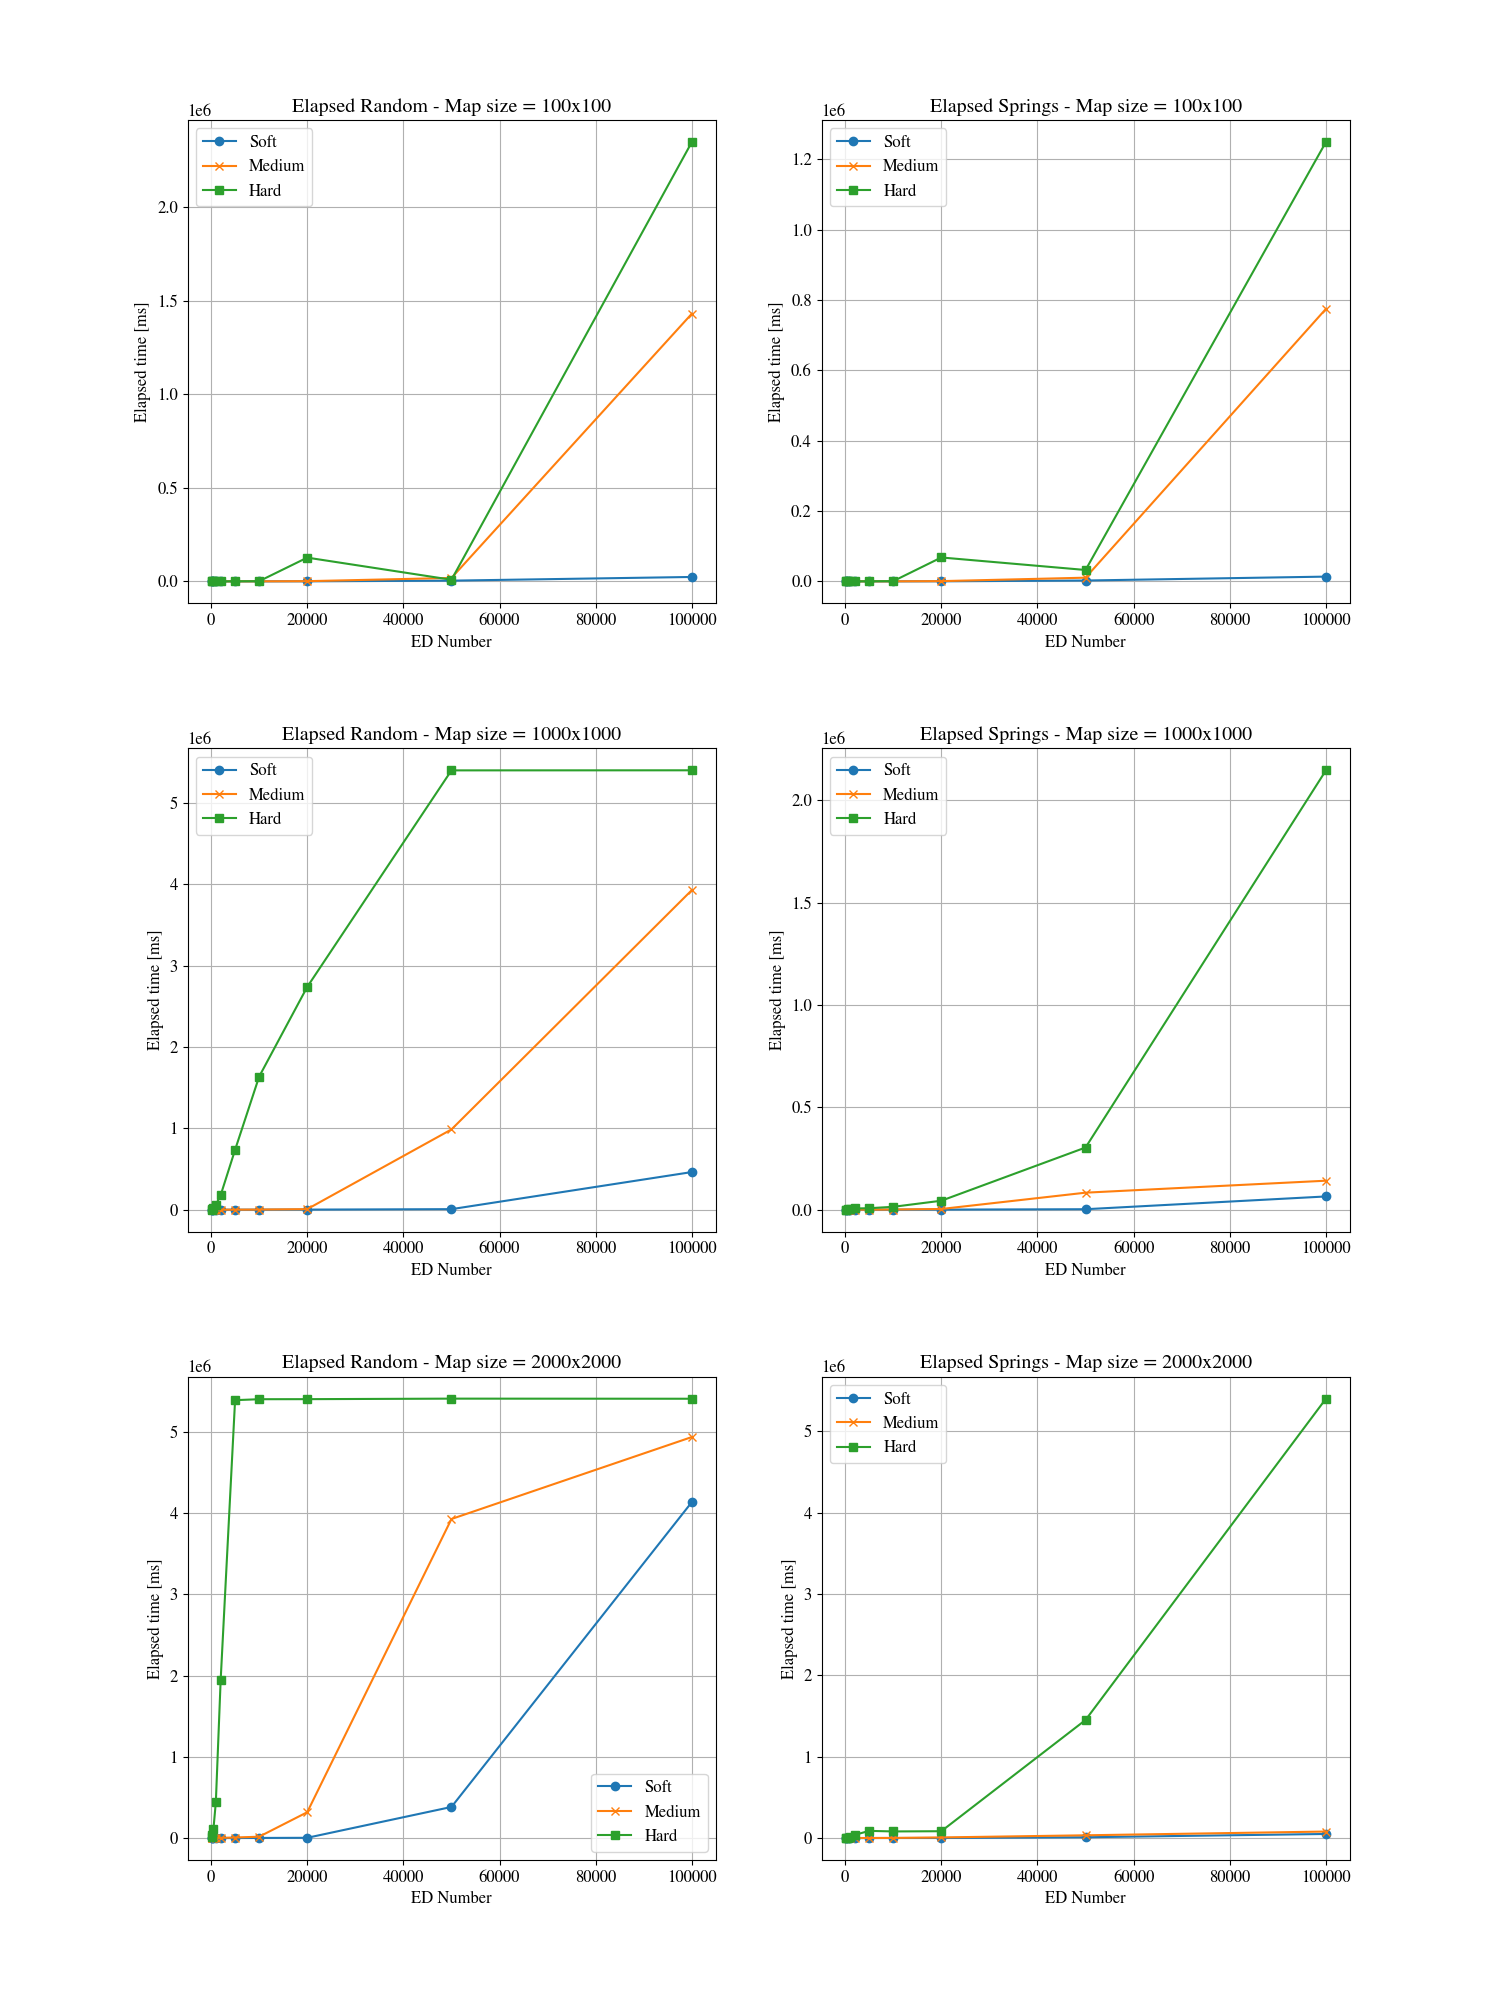 Elapsed Random - Map size = 100x100
1e6
Soft
Medium
Hard
2.0
1.5
1.0
0.5
0.0
Elapsed time [ms]
0 20000 40000 60000 80000 100000
ED Number
Elapsed Springs - Map size = 100x100
1e6
Soft
Medium
Hard
1.2
1.0
0.8
0.6
0.4
0.2
0.0
Elapsed time [ms]
0 20000 40000 60000 80000 100000
ED Number
Elapsed Random - Map size = 1000x1000
1e6
Soft
Medium
Hard
5
4
3
2
1
0
Elapsed time [ms]
0 20000 40000 60000 80000 100000
ED Number
Elapsed Springs - Map size = 1000x1000
1e6
Soft
Medium
Hard
2.0
1.5
1.0
0.5
0.0
Elapsed time [ms]
0 20000 40000 60000 80000 100000
ED Number
Elapsed Random - Map size = 2000x2000
1e6
5
4
3
2
1
0
Elapsed time [ms]
Soft
Medium
Hard
0 20000 40000 60000 80000 100000
ED Number
Elapsed Springs - Map size = 2000x2000
1e6
Soft
Medium
Hard
5
4
3
2
1
0
Elapsed time [ms]
0 20000 40000 60000 80000 100000
ED Number